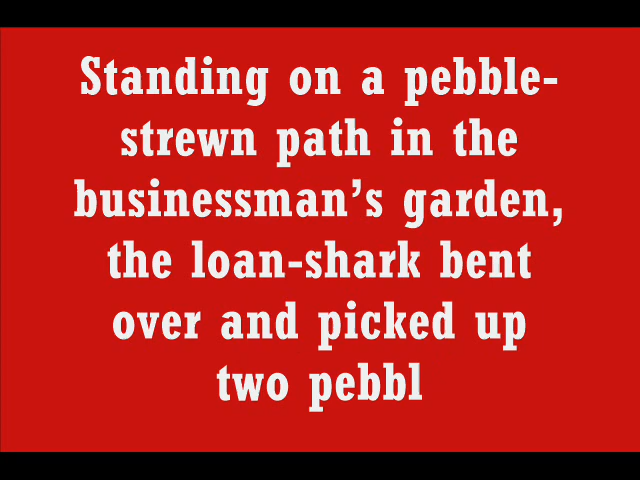 Standing on a pebble-
strewn path in the
businessman’s garden,
the loan-shark bent
over and picked up
two pebbl